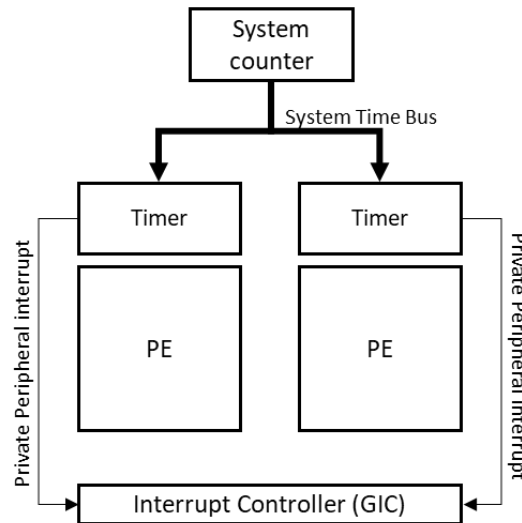 System
counter
System Time Bus
Timer
Timer
Private Peripheral interrupt
Private Peripheral Interrupt
PE
PE
Interrupt Controller (GIC)